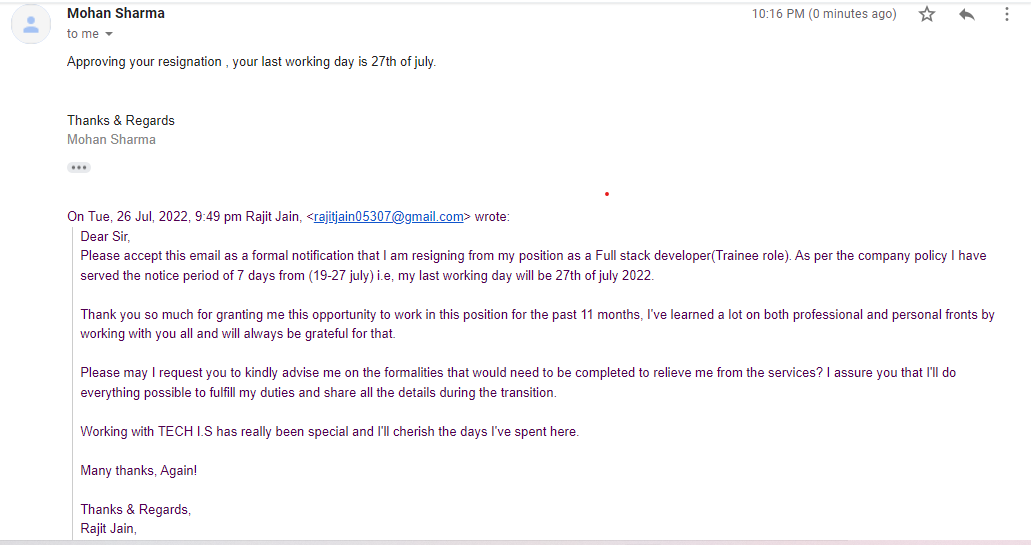 Mohan Sharma
10:16 PM (0 minutes ago)
to me
Approving your resignation , your last working day is 27th of july.
Thanks & Regards
Mohan Sharma
On Tue, 26 Jul, 2022, 9:49 pm Rajit Jain, <rajitjain05307@gmail.com> wrote:
Dear Sir,
Please accept this email as a formal notification that I am resigning from my position as a Full stack developer(Trainee role). As per the company policy I have
served the notice period of 7 days from (19-27 july) i.e, my last working day will be 27th of july 2022.
Thank you so much for granting me this opportunity to work in this position for the past 11 months, I've learned a lot on both professional and personal fronts by
working with you all and will always be grateful for that.
Please may I request you to kindly advise me on the formalities that would need to be completed to relieve me from the services? I assure you that I'll do
everything possible to fulfill my duties and share all the details during the transition.
Working with TECH I.S has really been special and I'll cherish the days I've spent here.
Many thanks, Again!
Thanks & Regards,
Rajit Jain,